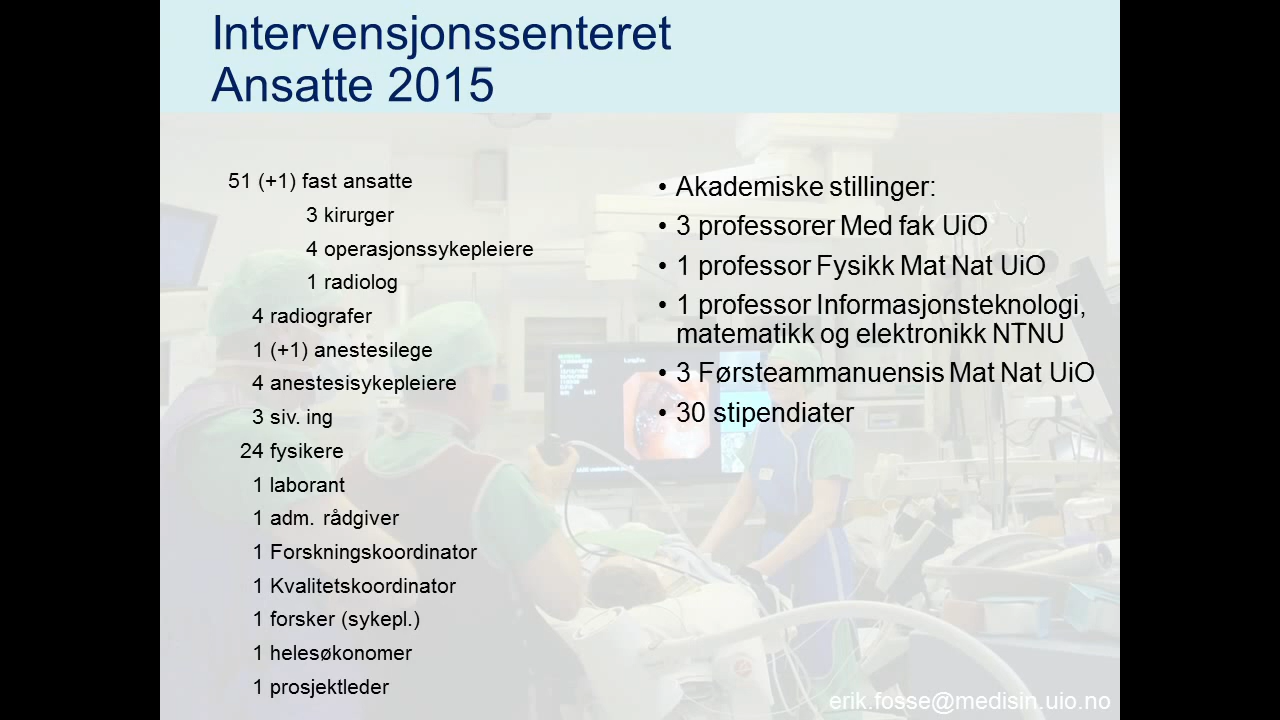 Intervensjonssenteret
Ansatte 2015
51 (+1) fast ansatte
3 kirurger
4 operasjonssykepleiere
1 radiolog
4 radiografer
1 (+1) anestesilege
4 anestesisykepleiere
3 siv. ing
24 fysikere
1 laborant
1 adm. rådgiver
1 Forskningskoordinator
1 Kvalitetskoordinator
1 forsker (sykepl.)
1 helesøkonomer
1 prosjektleder
• Akademiske stillinger:
• 3 professorer Med fak UiO
• 1 professor Fysikk Mat Nat UiO
• 1 professor Informasjonsteknologi,
matematikk og elektronikk NTNU
• 3 Førsteammanuensis Mat Nat UiO
• 30 stipendiater
erik.fosse@medisin.uio.no